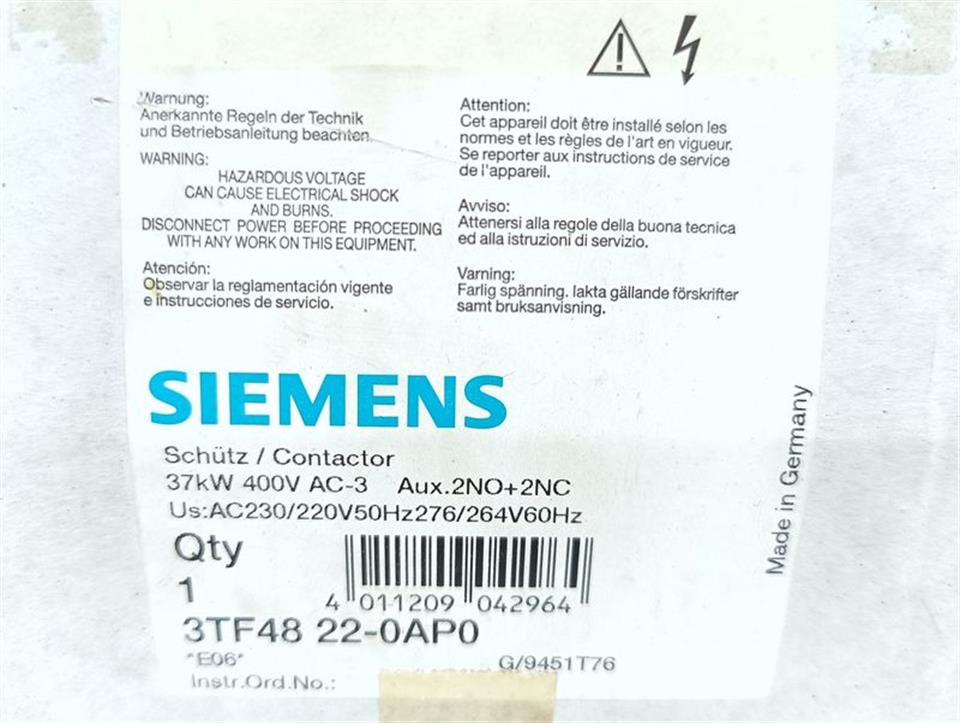 Warnung:
Anerkannte Regeln der Technik
und Betriebsanleitung beachten.
WARNING:
HAZARDOUS VOLTAGE
CAN CAUSE ELECTRICAL SHOCK
AND BURNS.
DISCONNECT POWER BEFORE PROCEEDING
WITH ANY WORK ON THIS EQUIPMENT.
Atención:
Observar la reglamentación vigente
e instrucciones de servicio.
Attention:
Cet appareil doit être installé selon les
normes et les règles de l'art en vigueur.
Se reporter aux instructions de service
de l'appareil.
Avviso:
Attenersi alla regole della buona tecnica
ed alla istruzioni di servizio.
Varning:
Farlig spänning. lakta gällande förskrifter
samt bruksanvisning.
SIEMENS
Schütz / Contactor
37kW 400V AC-3 Aux.2NO+2NC
Us:AC230/220V50Hz276/264V60Hz
Qty
1
4 011209 042964
3TF48 22-0AP0
*E06*
G/9451T76
Instr.Ord.No.:
Made in Germany